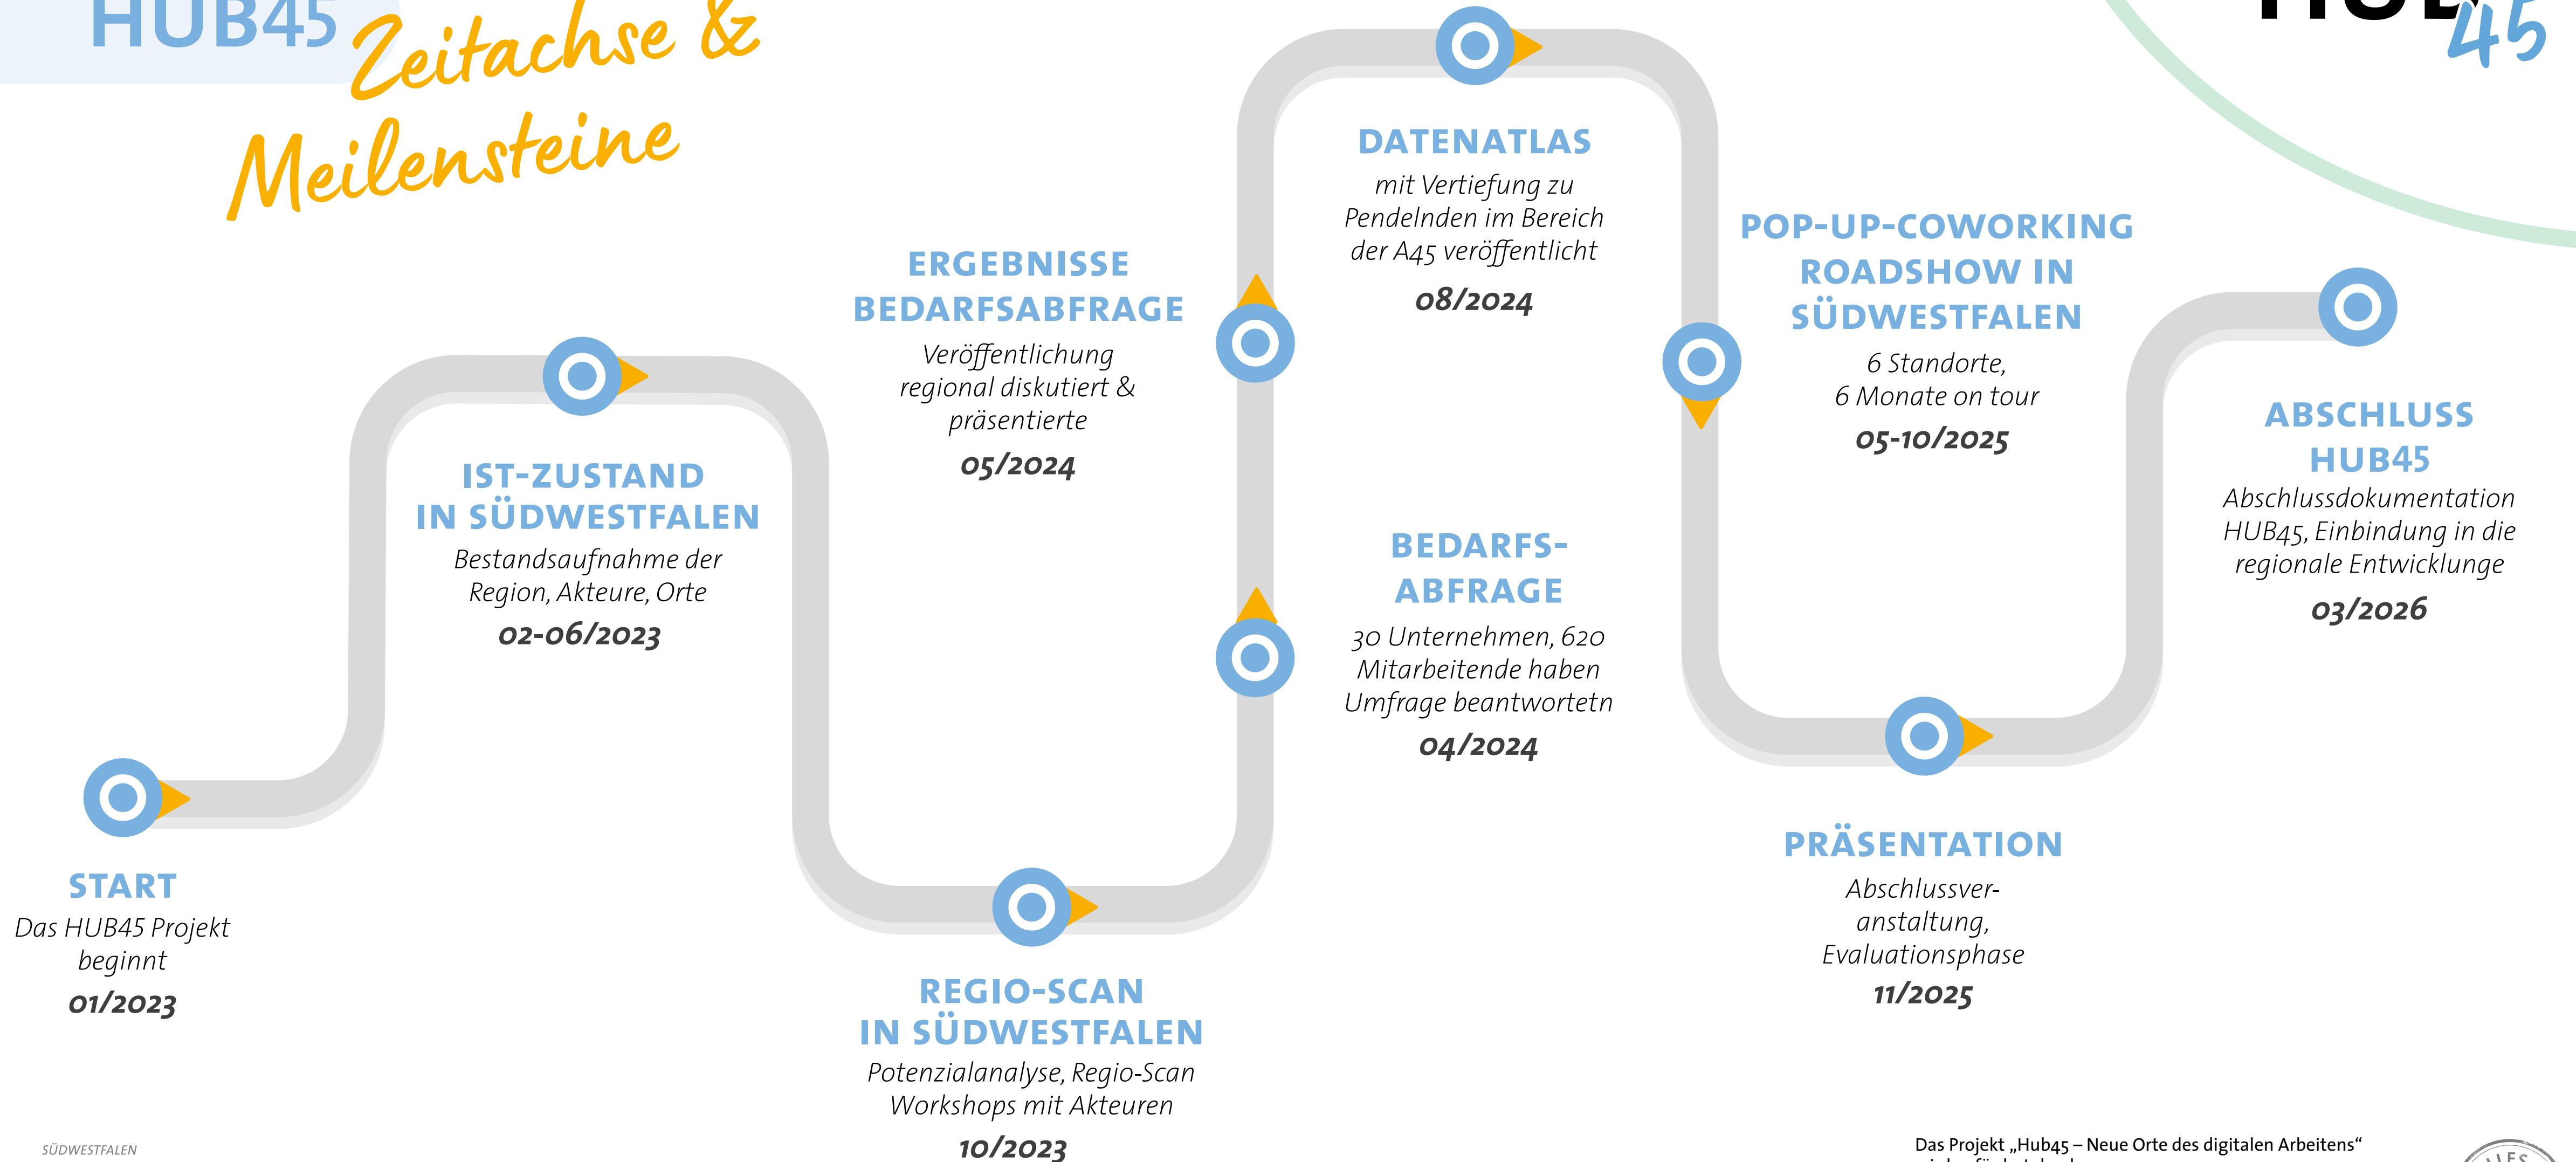 HUB45
Zeitachse &
Meilensteine
45
START
Das HUB45 Projekt
beginnt
01/2023
IST-ZUSTAND
IN SÜDWESTFALEN
Bestandsaufnahme der
Region, Akteure, Orte
02-06/2023
REGIO-SCAN
IN SÜDWESTFALEN
Potenzialanalyse, Regio-Scan
Workshops mit Akteuren
10/2023
BEDARFS-
ABFRAGE
30 Unternehmen, 620
Mitarbeitende haben
Umfrage beantwortetn
04/2024
ERGEBNISSE
BEDARFSABFRAGE
Veröffentlichung
regional diskutiert &
präsentierte
05/2024
DATENATLAS
mit Vertiefung zu
Pendelnden im Bereich
der A45 veröffentlicht
08/2024
POP-UP-COWORKING
ROADSHOW IN
SÜDWESTFALEN
6 Standorte,
6 Monate on tour
05-10/2025
PRÄSENTATION
Abschlussver-
anstaltung,
Evaluationsphase
11/2025
ABSCHLUSS
HUB45
Abschlussdokumentation
HUB45, Einbindung in die
regionale Entwicklunge
03/2026
SÜDWESTFALEN
Das Projekt „Hub45 – Neue Orte des digitalen Arbeitens“